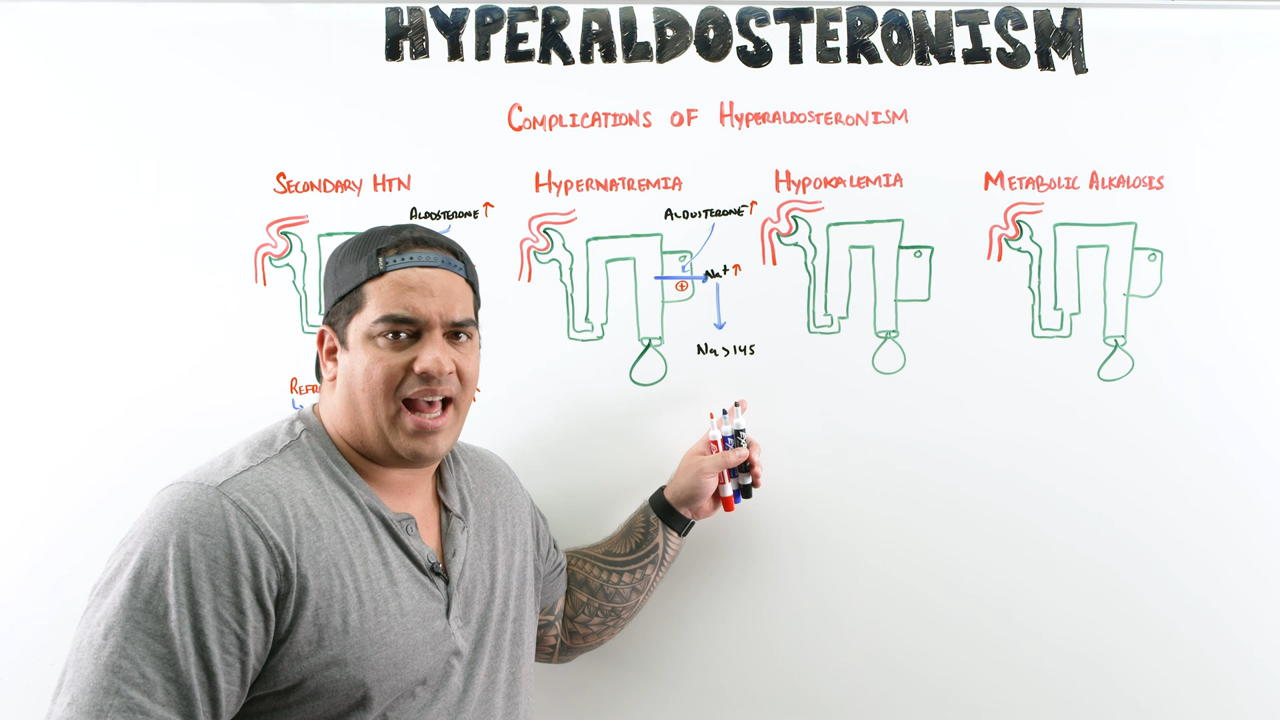 HYPERALDOSTERONISM
COMPLICATIONS OF HYPERALDOSTERONISM
SECONDARY HTN
ALDOSTERONE ↑
HYPERNATREMIA
ALDOSTERONE ↑
Na+ ↑
+
Na > 145
HYPOKALEMIA
METABOLIC ALKALOSIS